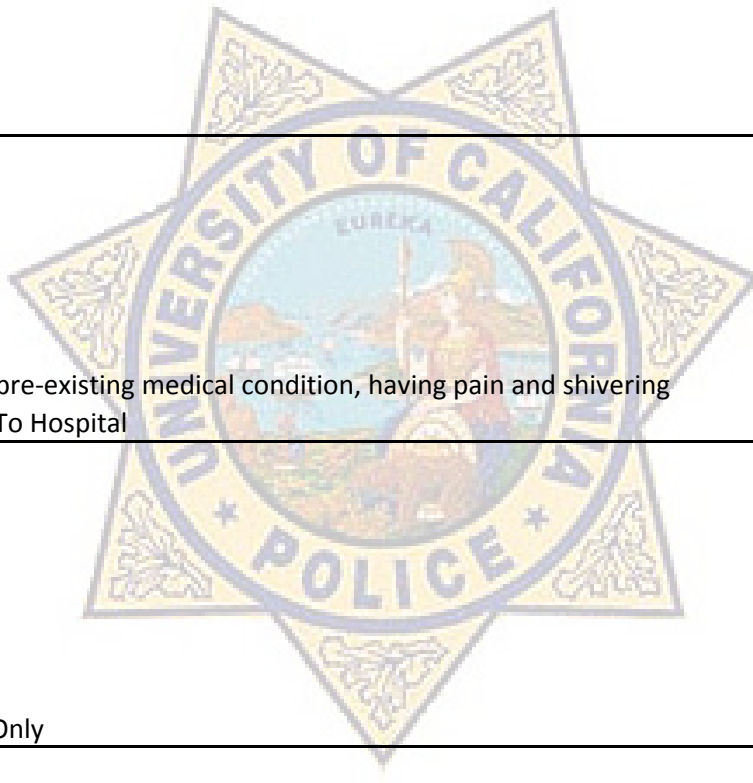 UNIVERSITY OF CALIFORNIA
EUREKA
pre-existing medical condition, having pain and shivering
To Hospital
POLICE
Only